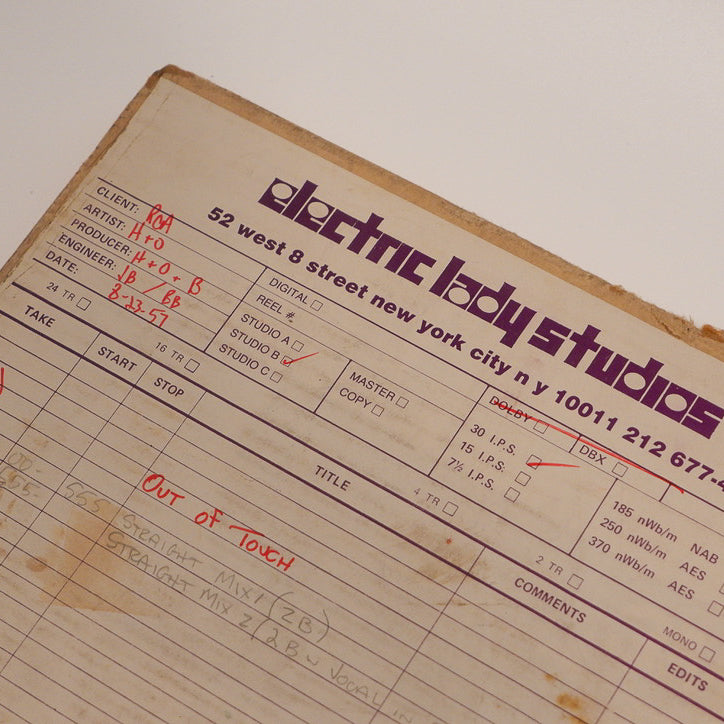 electric lady studios
52 west 8 street new york city n y 10011 212 677-4
CLIENT: RCA
ARTIST: H+O
PRODUCER: H+O+B
ENGINEER: JB / BB
DATE: 8-23-57
DIGITAL
REEL #
STUDIO A
STUDIO B
STUDIO C
MASTER
COPY
DOLBY
DBX
30 I.P.S.
15 I.P.S.
7½ I.P.S.
185 nWb/m NAB
250 nWb/m AES
370 nWb/m AES
24 TR
16 TR
4 TR
2 TR
MONO
TAKE
START
STOP
TITLE
COMMENTS
EDITS
OUT OF TOUCH
555 STRAIGHT MIX 1 (2B)
STRAIGHT MIX 2/2B w VOCAL IN